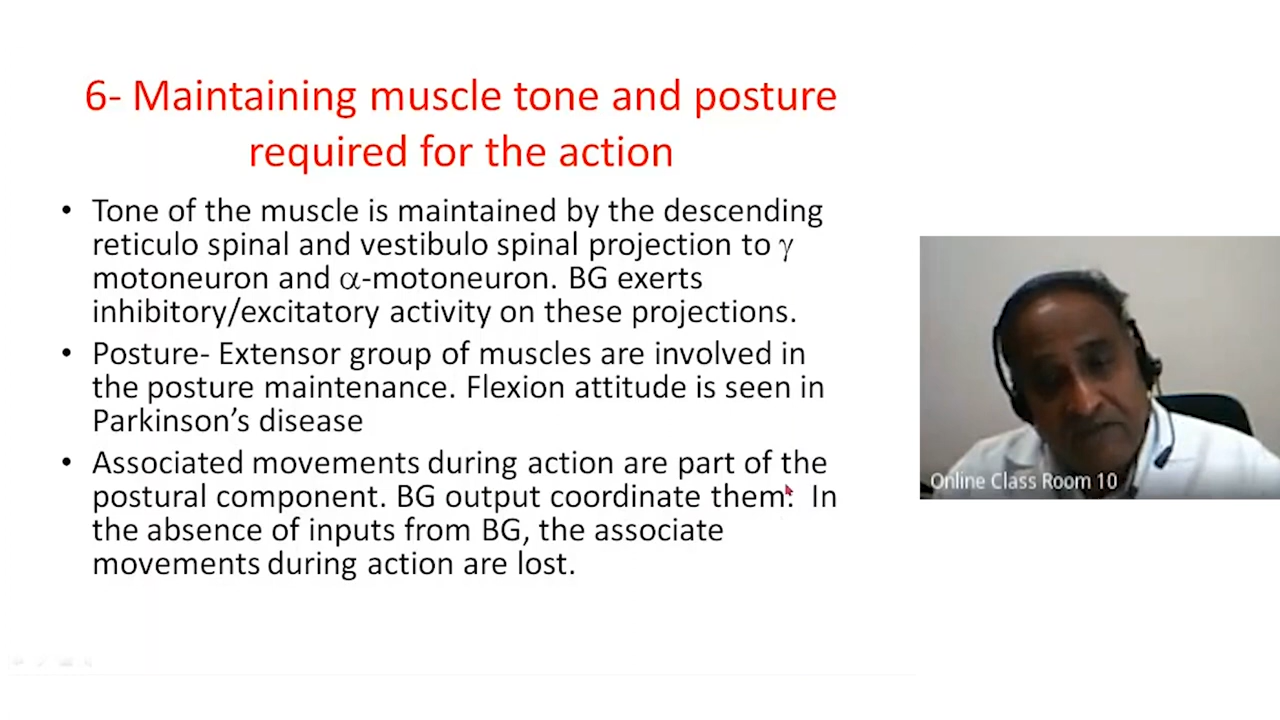 6- Maintaining muscle tone and posture
required for the action
• Tone of the muscle is maintained by the descending
reticulo spinal and vestibulo spinal projection to γ
motoneuron and α-motoneuron. BG exerts
inhibitory/excitatory activity on these projections.
• Posture- Extensor group of muscles are involved in
the posture maintenance. Flexion attitude is seen in
Parkinson’s disease
• Associated movements during action are part of the
postural component. BG output coordinate them. In
the absence of inputs from BG, the associate
movements during action are lost.
Online Class Room 10